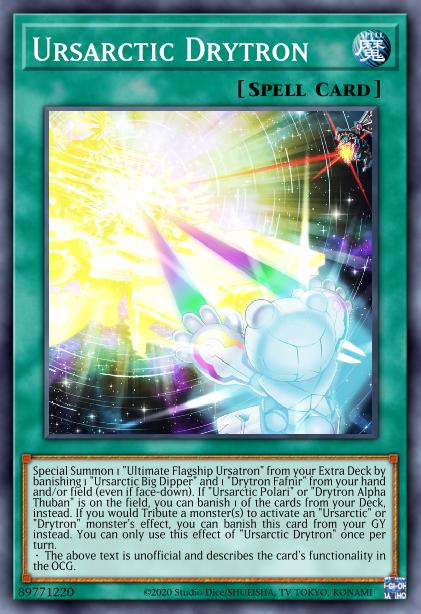 Ursarctic Drytron
SPELL
魔
[Spell Card]
Special Summon 1 "Ultimate Flagship Ursatron" from your Extra Deck by
banishing 1 "Ursarctic Big Dipper" and 1 "Drytron Fafnir" from your hand
and/or field (even if face-down). If "Ursarctic Polari" or "Drytron Alpha
Thuban" is on the field, you can banish 1 of the cards from your Deck,
instead. If you would Tribute a monster(s) to activate an "Ursarctic" or
"Drytron" monster's effect, you can banish this card from your GY
instead. You can only use this effect of "Ursarctic Drytron" once per
turn.
· The above text is unofficial and describes the card's functionality in
the OCG.
89771220
©2020 Studio Dice/SHUEISHA, TV TOKYO, KONAMI